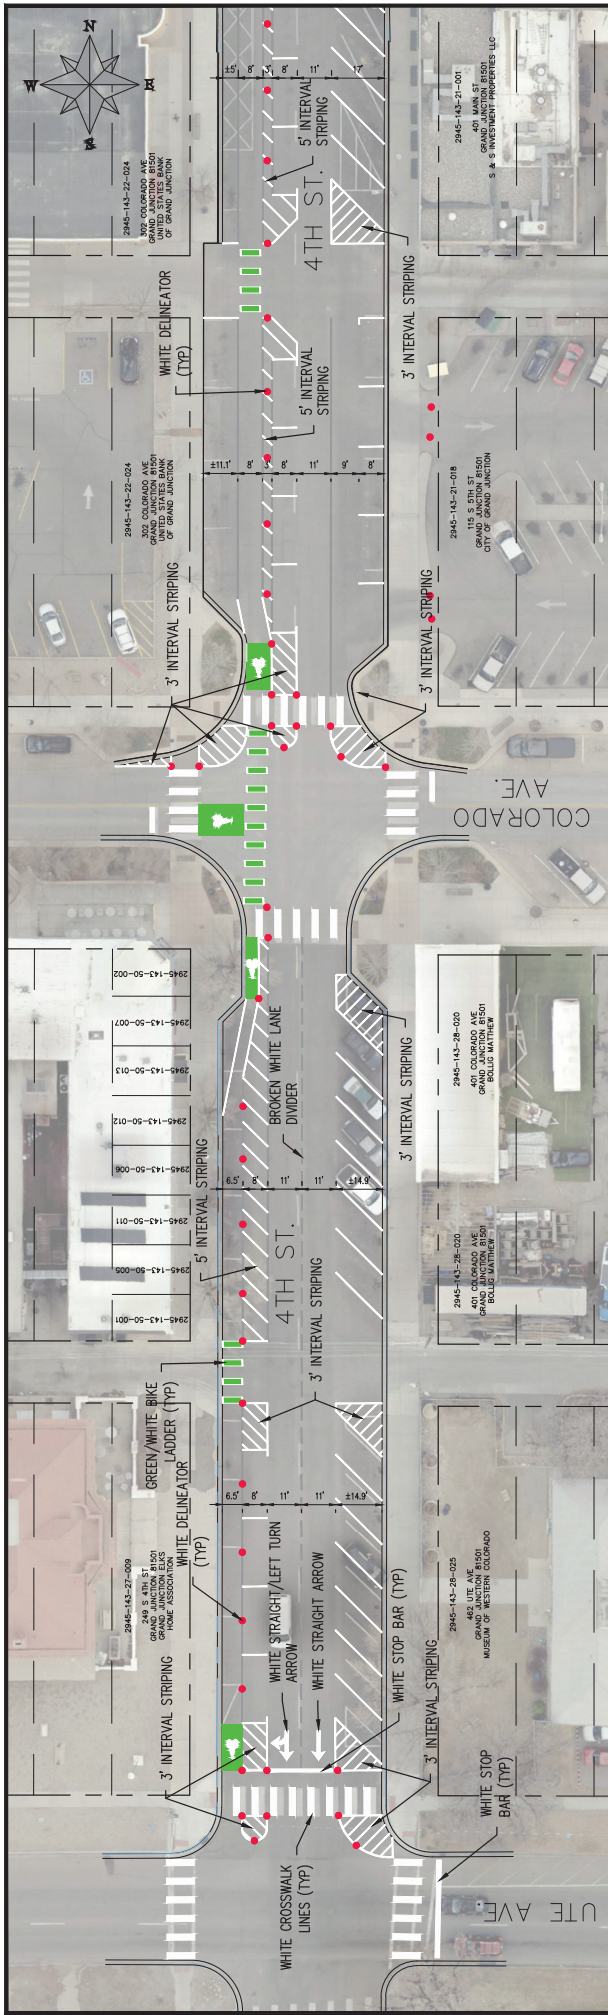 N
W
E
S
±5'
8'
3'
8'
11'
17'
5' INTERVAL
STRIPING
4TH ST.
2945-143-21-001
401 MAIN ST
GRAND JUNCTION 81501
S & S INVESTMENT PROPERTIES LLC
2945-143-22-024
302 COLORADO AVE
GRAND JUNCTION 81501
UNITED STATES BANK
OF GRAND JUNCTION
3' INTERVAL STRIPING
WHITE DELINEATOR
(TYP)
5' INTERVAL
STRIPING
±11.1'
8'
3'
8'
11'
9'
8'
2945-143-22-024
302 COLORADO AVE
GRAND JUNCTION 81501
UNITED STATES BANK
OF GRAND JUNCTION
2945-143-21-018
115 S 5TH ST
GRAND JUNCTION 81501
CITY OF GRAND JUNCTION
3' INTERVAL STRIPING
3' INTERVAL STRIPING
COLORADO
AVE.
2945-143-50-002
2945-143-50-007
2945-143-50-013
2945-143-50-012
2945-143-50-006
2945-143-50-011
2945-143-50-005
2945-143-50-001
3' INTERVAL STRIPING
2945-143-28-020
401 COLORADO AVE
GRAND JUNCTION 81501
BOLLIG MATTHEW
BROKEN WHITE LANE
DIVIDER
5' INTERVAL STRIPING
6.5'
8'
11'
11'
±14.9'
4TH ST.
2945-143-28-020
401 COLORADO AVE
GRAND JUNCTION 81501
BOLLIG MATTHEW
3' INTERVAL STRIPING
GREEN/WHITE BIKE
LADDER (TYP)
WHITE DELINEATOR
(TYP)
6.5'
8'
11'
11'
±14.9'
2945-143-27-009
249 S 4TH ST
GRAND JUNCTION 81501
GRAND JUNCTION ELKS
HOME ASSOCIATION
WHITE STRAIGHT/LEFT TURN
ARROW
WHITE STRAIGHT ARROW
WHITE STOP BAR (TYP)
2945-143-28-025
462 UTE AVE
GRAND JUNCTION 81501
MUSEUM OF WESTERN COLORADO
3' INTERVAL STRIPING
3' INTERVAL STRIPING
WHITE STOP
BAR (TYP)
WHITE CROSSWALK
LINES (TYP)
UTE AVE.